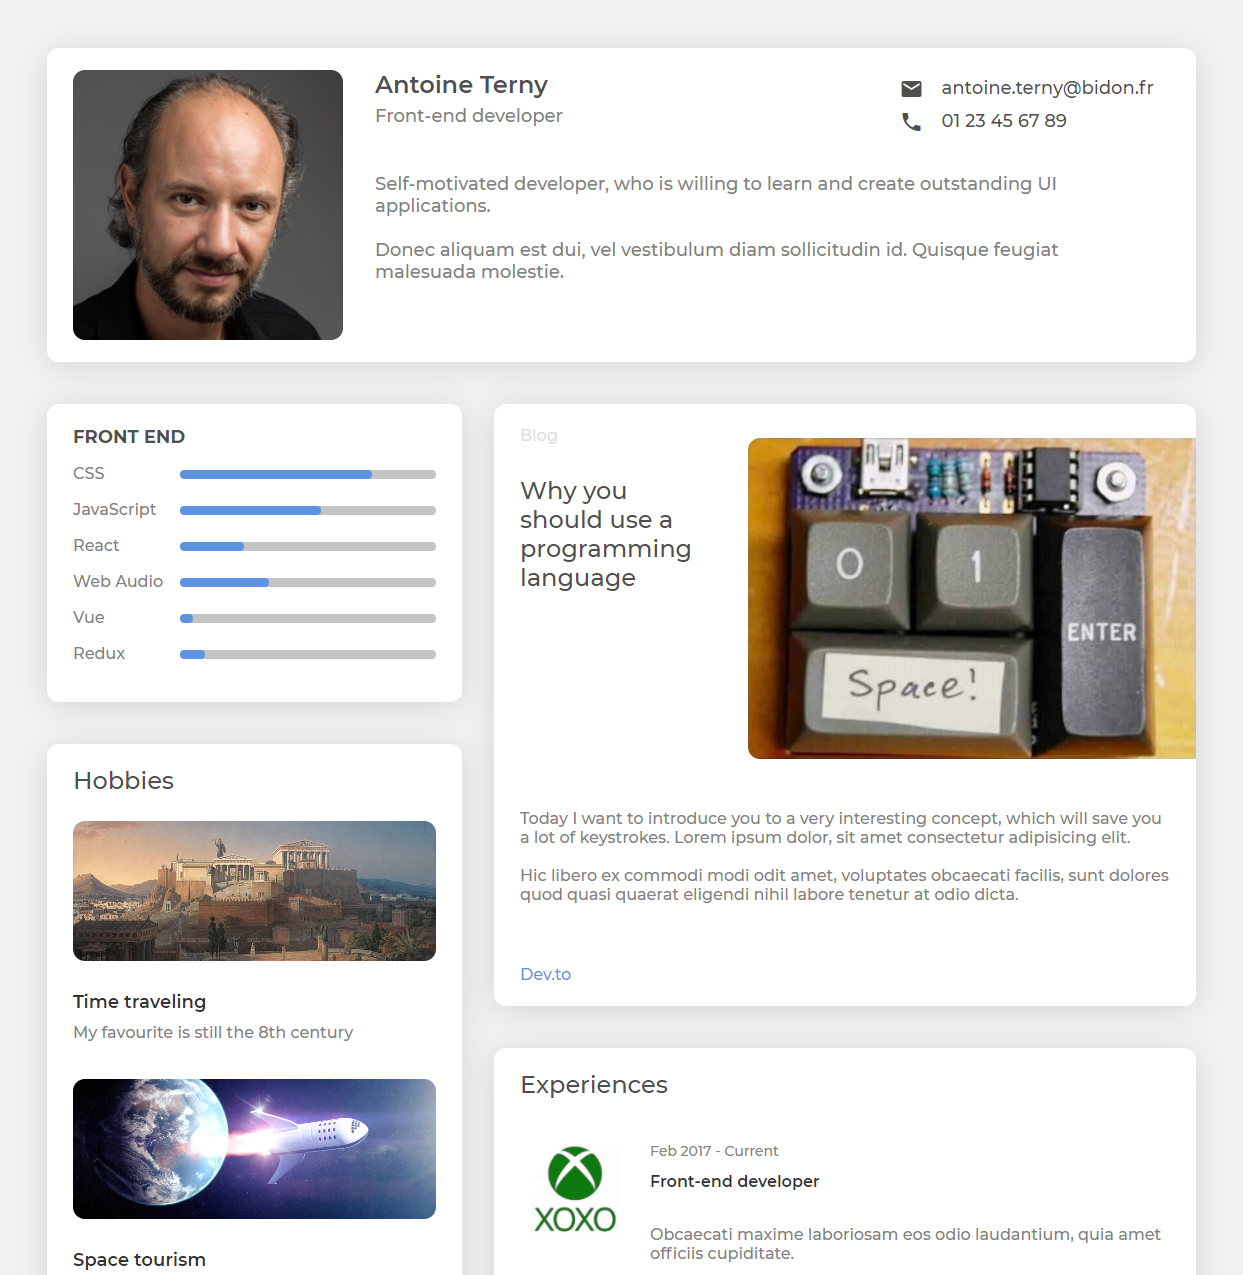 Antoine Terny
Front-end developer
antoine.terny@bidon.fr
01 23 45 67 89
Self-motivated developer, who is willing to learn and create outstanding UI
applications.
Donec aliquam est dui, vel vestibulum diam sollicitudin id. Quisque feugiat
malesuada molestie.
FRONT END
CSS
JavaScript
React
Web Audio
Vue
Redux
Hobbies
Time traveling
My favourite is still the 8th century
Space tourism
Blog
Why you
should use a
programming
language
0
1
ENTER
Space!
Today I want to introduce you to a very interesting concept, which will save you
a lot of keystrokes. Lorem ipsum dolor, sit amet consectetur adipisicing elit.
Hic libero ex commodi modi odit amet, voluptates obcaecati facilis, sunt dolores
quod quasi quaerat eligendi nihil labore tenetur at odio dicta.
Dev.to
Experiences
XOXO
Feb 2017 - Current
Front-end developer
Obcaecati maxime laboriosam eos odio laudantium, quia amet
officiis cupiditate.